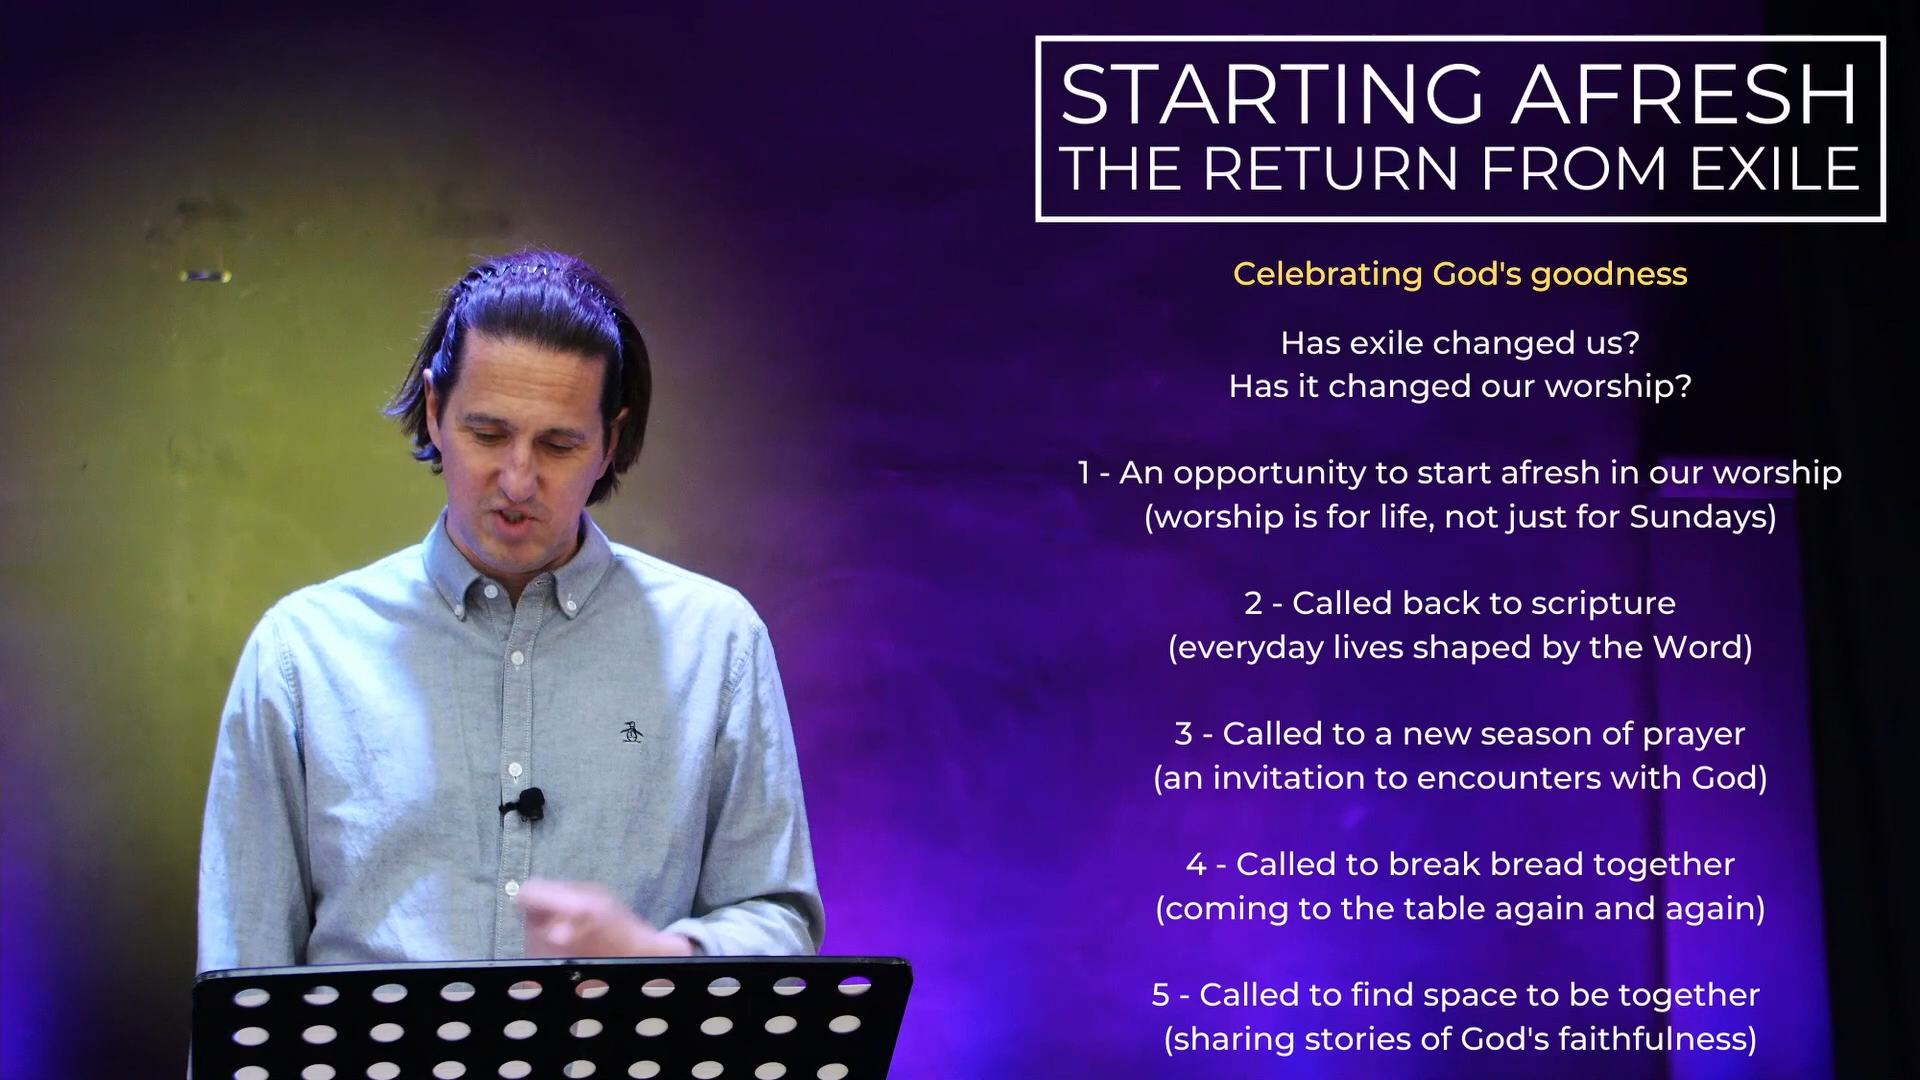 STARTING AFRESH
THE RETURN FROM EXILE
Celebrating God's goodness
Has exile changed us?
Has it changed our worship?
1 - An opportunity to start afresh in our worship
(worship is for life, not just for Sundays)
2 - Called back to scripture
(everyday lives shaped by the Word)
3 - Called to a new season of prayer
(an invitation to encounters with God)
4 - Called to break bread together
(coming to the table again and again)
5 - Called to find space to be together
(sharing stories of God's faithfulness)